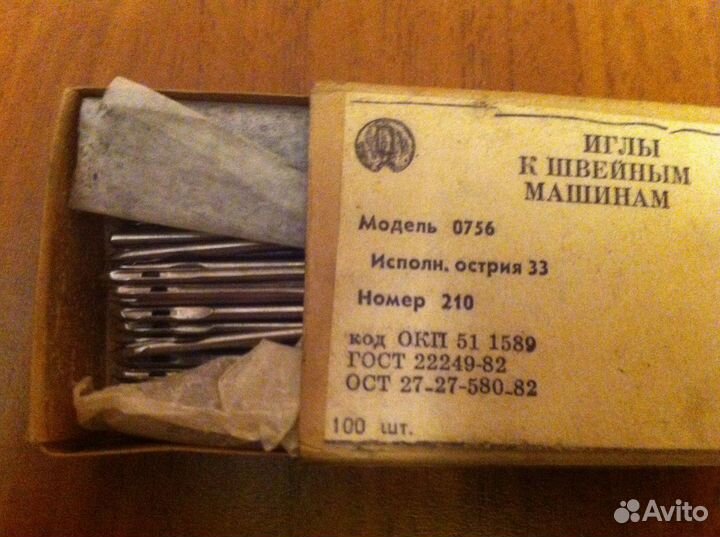 ИГЛЫ
К ШВЕЙНЫМ
МАШИНАМ
Модель 0756
Исполн. острия 33
Номер 210
код ОКП 51 1589
ГОСТ 22249-82
ОСТ 27-27-580-82
100 шт.
Avito